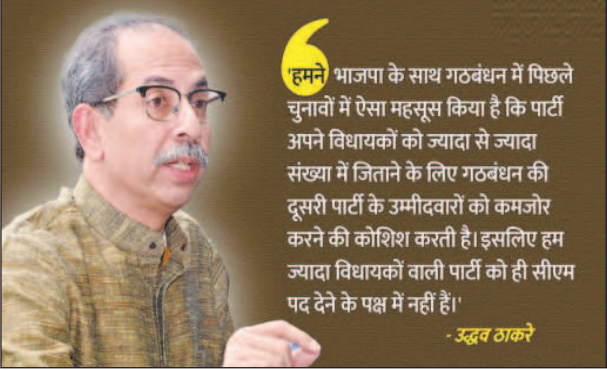 'हमने भाजपा के साथ गठबंधन में पिछले
चुनावों में ऐसा महसूस किया है कि पार्टी
अपने विधायकों को ज्यादा से ज्यादा
संख्या में जिताने के लिए गठबंधन की
दूसरी पार्टी के उम्मीदवारों को कमजोर
करने की कोशिश करती है। इसलिए हम
ज्यादा विधायकों वाली पार्टी को ही सीएम
पद देने के पक्ष में नहीं हैं।'
- उद्धव ठाकरे